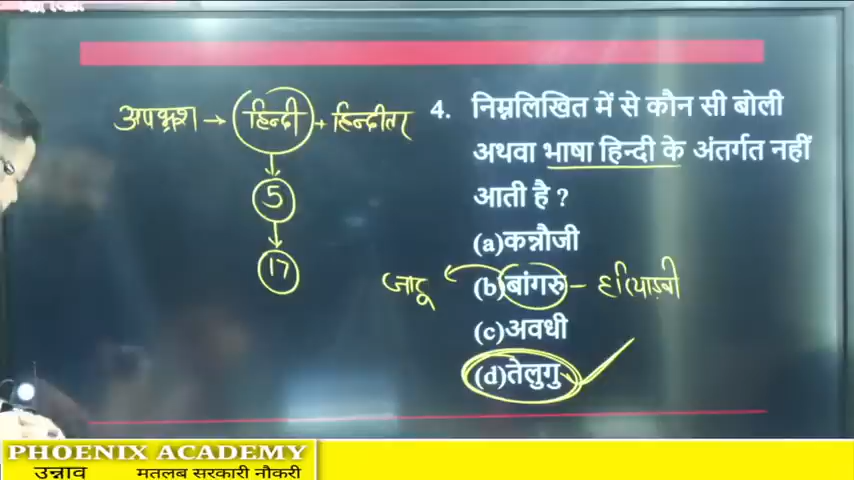 अपभ्रंश → हिन्दी + हिन्दीतर
5
17
4. निम्नलिखित में से कौन सी बोली
अथवा भाषा हिन्दी के अंतर्गत नहीं
आती है ?
(a)कन्नौजी
जाटू (b)बांगरु – हरियाणवी
(c)अवधी
(d)तेलुगु
PHOENIX ACADEMY
उन्नाव मतलब सरकारी नौकरी